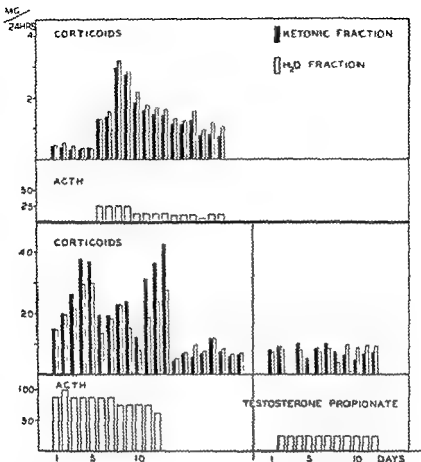 MG
24HRS
CORTICOIDS
KETONIC FRACTION
H₂O FRACTION
4
2
ACTH
50
25
CORTICOIDS
40
20
ACTH
100
50
TESTOSTERONE PROPIONATE
1 5 10 1 5 10 DAYS